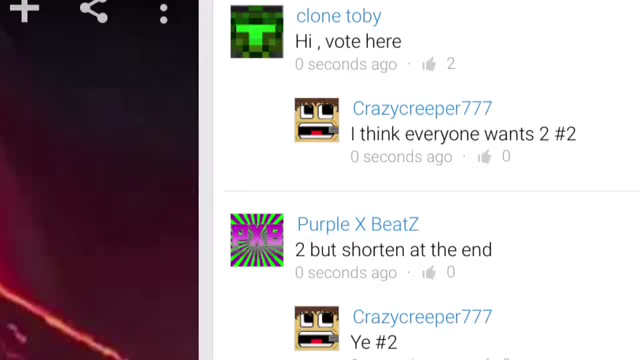 clone toby
Hi , vote here
0 seconds ago · 2
Crazycreeper777
I think everyone wants 2 #2
0 seconds ago · 0
PXB
Purple X BeatZ
2 but shorten at the end
0 seconds ago · 0
Crazycreeper777
Ye #2